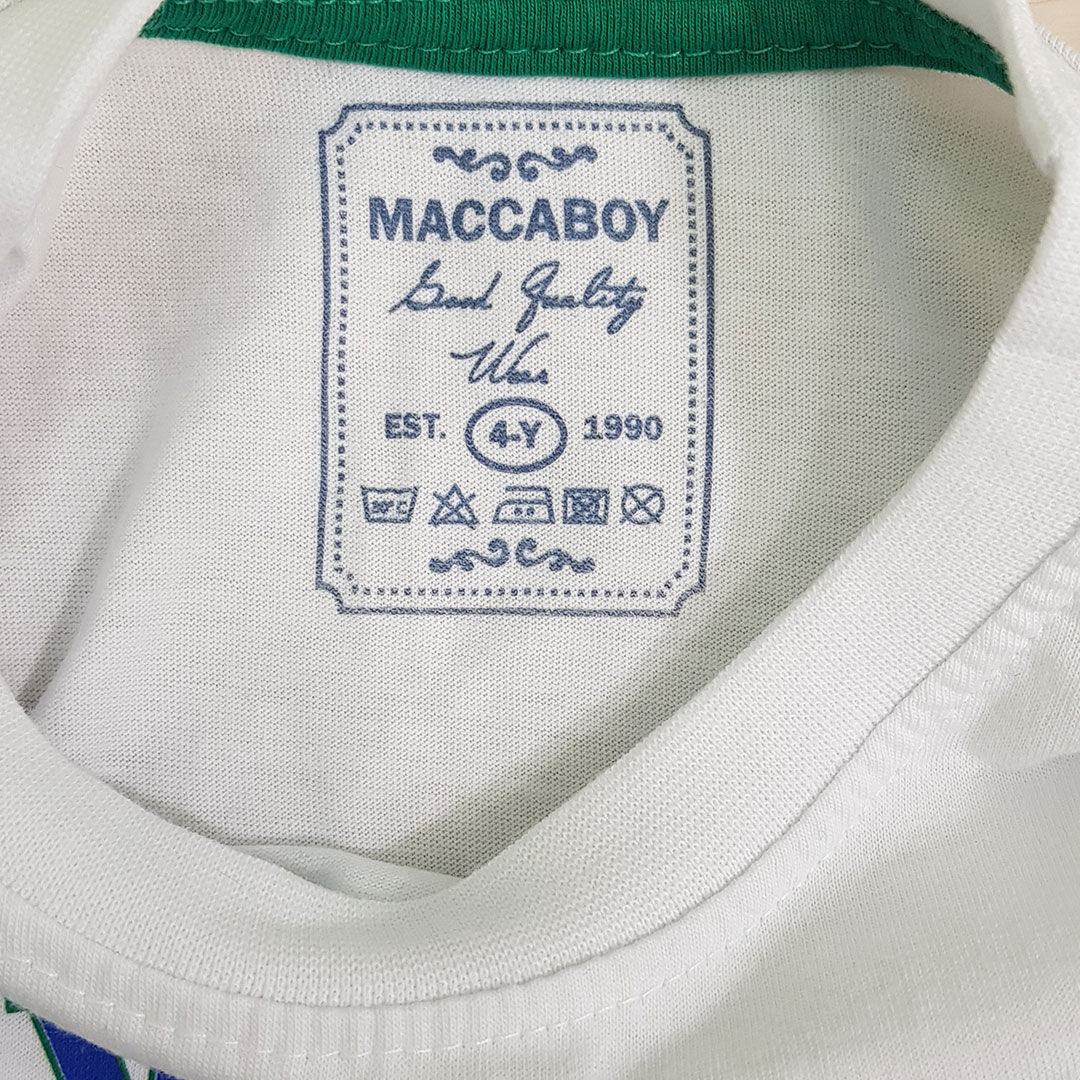 MACCABOY
Good Quality
Wear
EST. 4-Y 1990